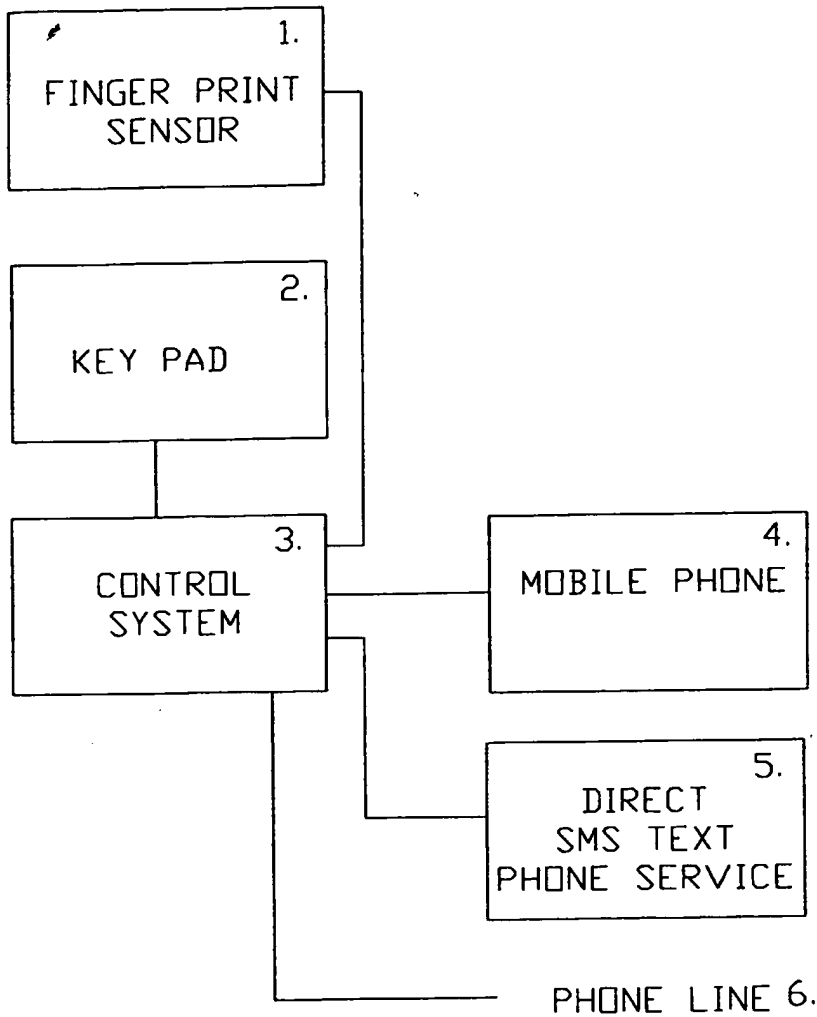 1.
FINGER PRINT
SENSOR
2.
KEY PAD
3.
CONTROL
SYSTEM
4.
MOBILE PHONE
5.
DIRECT
SMS TEXT
PHONE SERVICE
PHONE LINE 6.